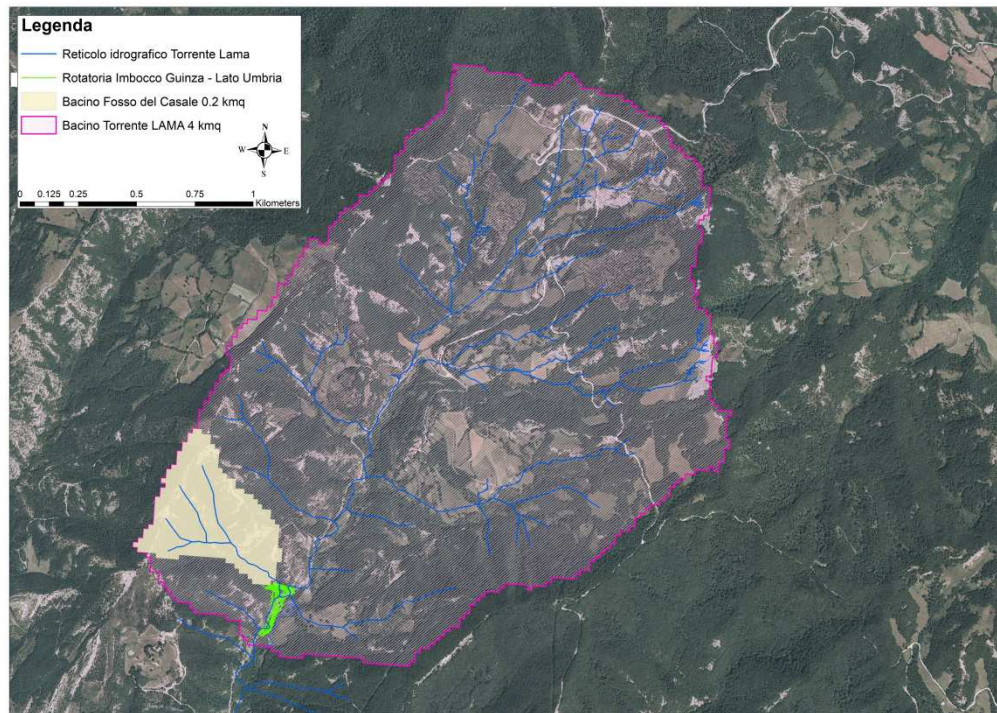 Legenda
Reticolo idrografico Torrente Lama
Rotatoria Imbocco Guinza - Lato Umbria
Bacino Fosso del Casale 0.2 kmq
Bacino Torrente LAMA 4 kmq
N
W E
S
0 0.125 0.25 0.5 0.75 1
Kilometers